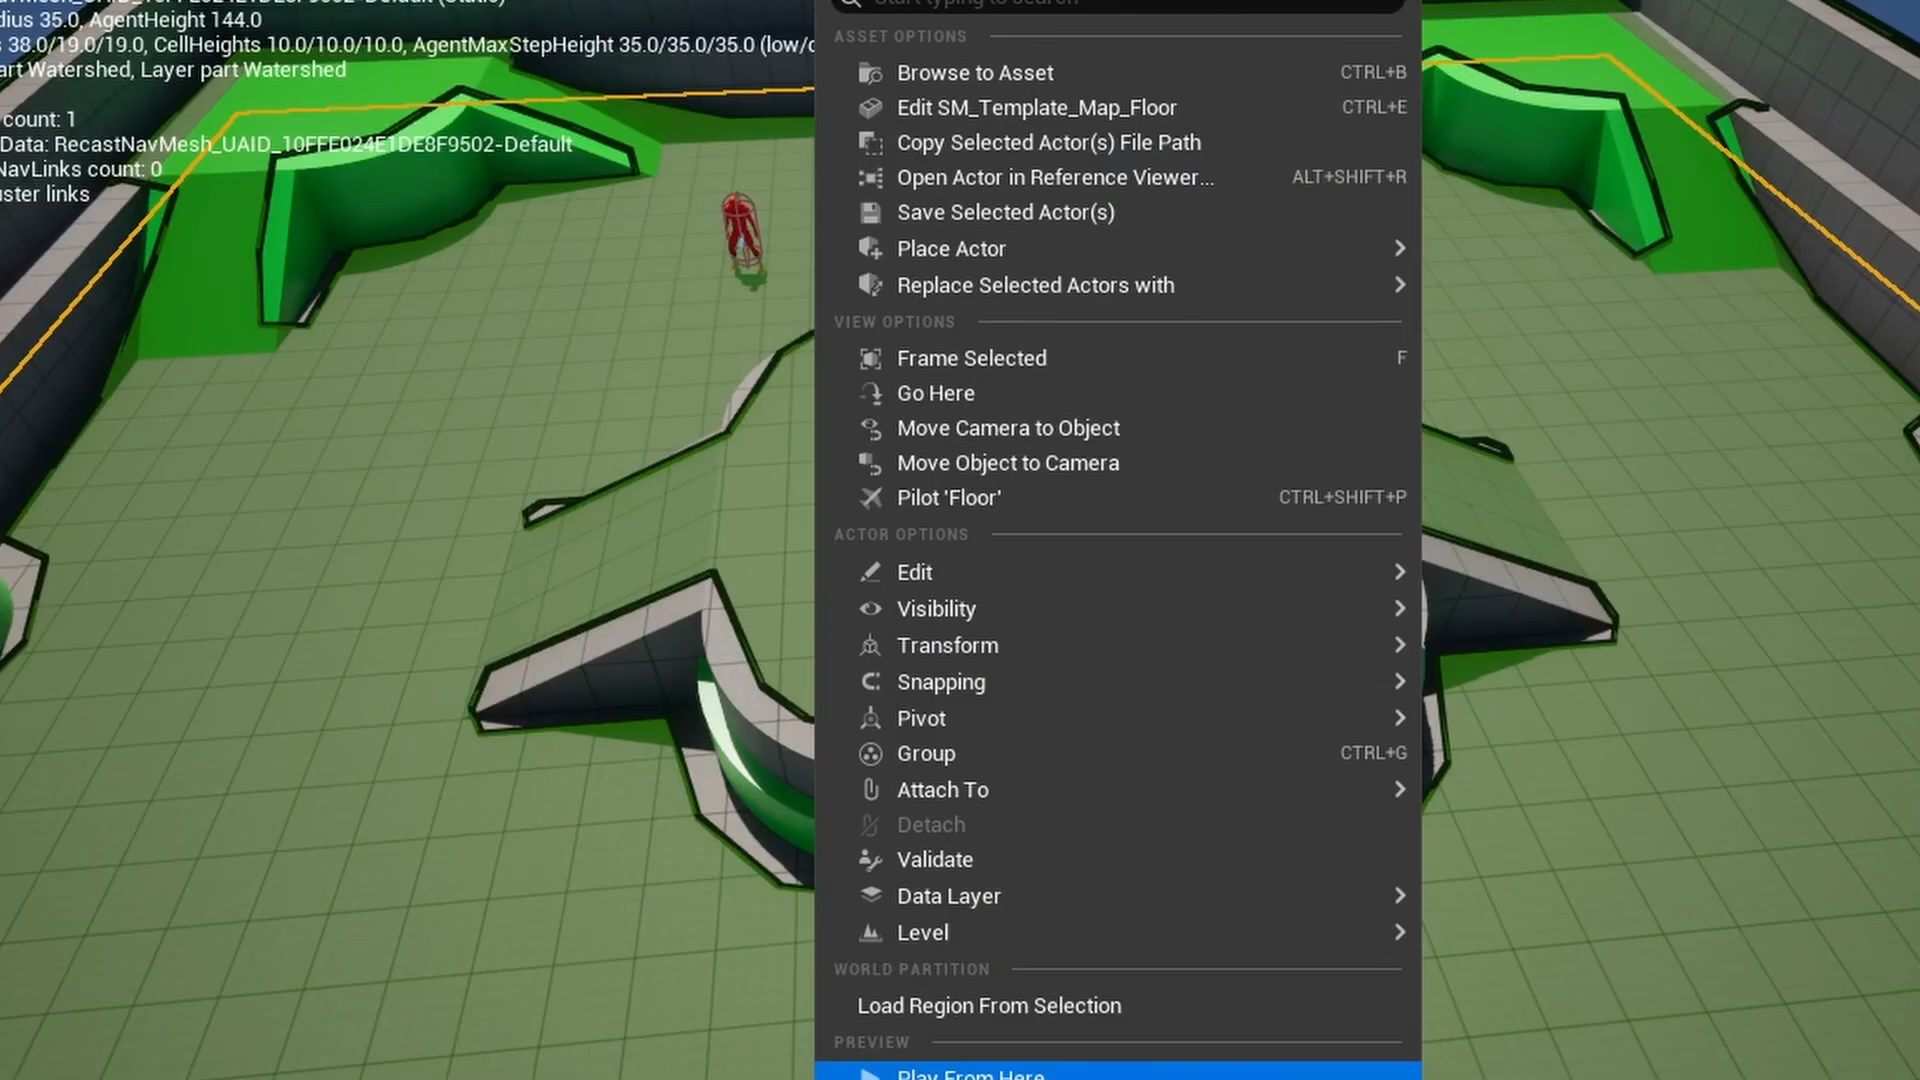 dius 35.0, AgentHeight 144.0
s 38.0/19.0/19.0, CellHeights 10.0/10.0/10.0, AgentMaxStepHeight 35.0/35.0/35.0 (low/d
art Watershed, Layer part Watershed
count: 1
Data: RecastNavMesh_UAID_10FFE024E1DE8F9502-Default
NavLinks count: 0
uster links
Start typing to search
ASSET OPTIONS
Browse to Asset CTRL+B
Edit SM_Template_Map_Floor CTRL+E
Copy Selected Actor(s) File Path
Open Actor in Reference Viewer... ALT+SHIFT+R
Save Selected Actor(s)
Place Actor
Replace Selected Actors with
VIEW OPTIONS
Frame Selected F
Go Here
Move Camera to Object
Move Object to Camera
Pilot 'Floor' CTRL+SHIFT+P
ACTOR OPTIONS
Edit
Visibility
Transform
Snapping
Pivot
Group CTRL+G
Attach To
Detach
Validate
Data Layer
Level
WORLD PARTITION
Load Region From Selection
PREVIEW
Play From Here